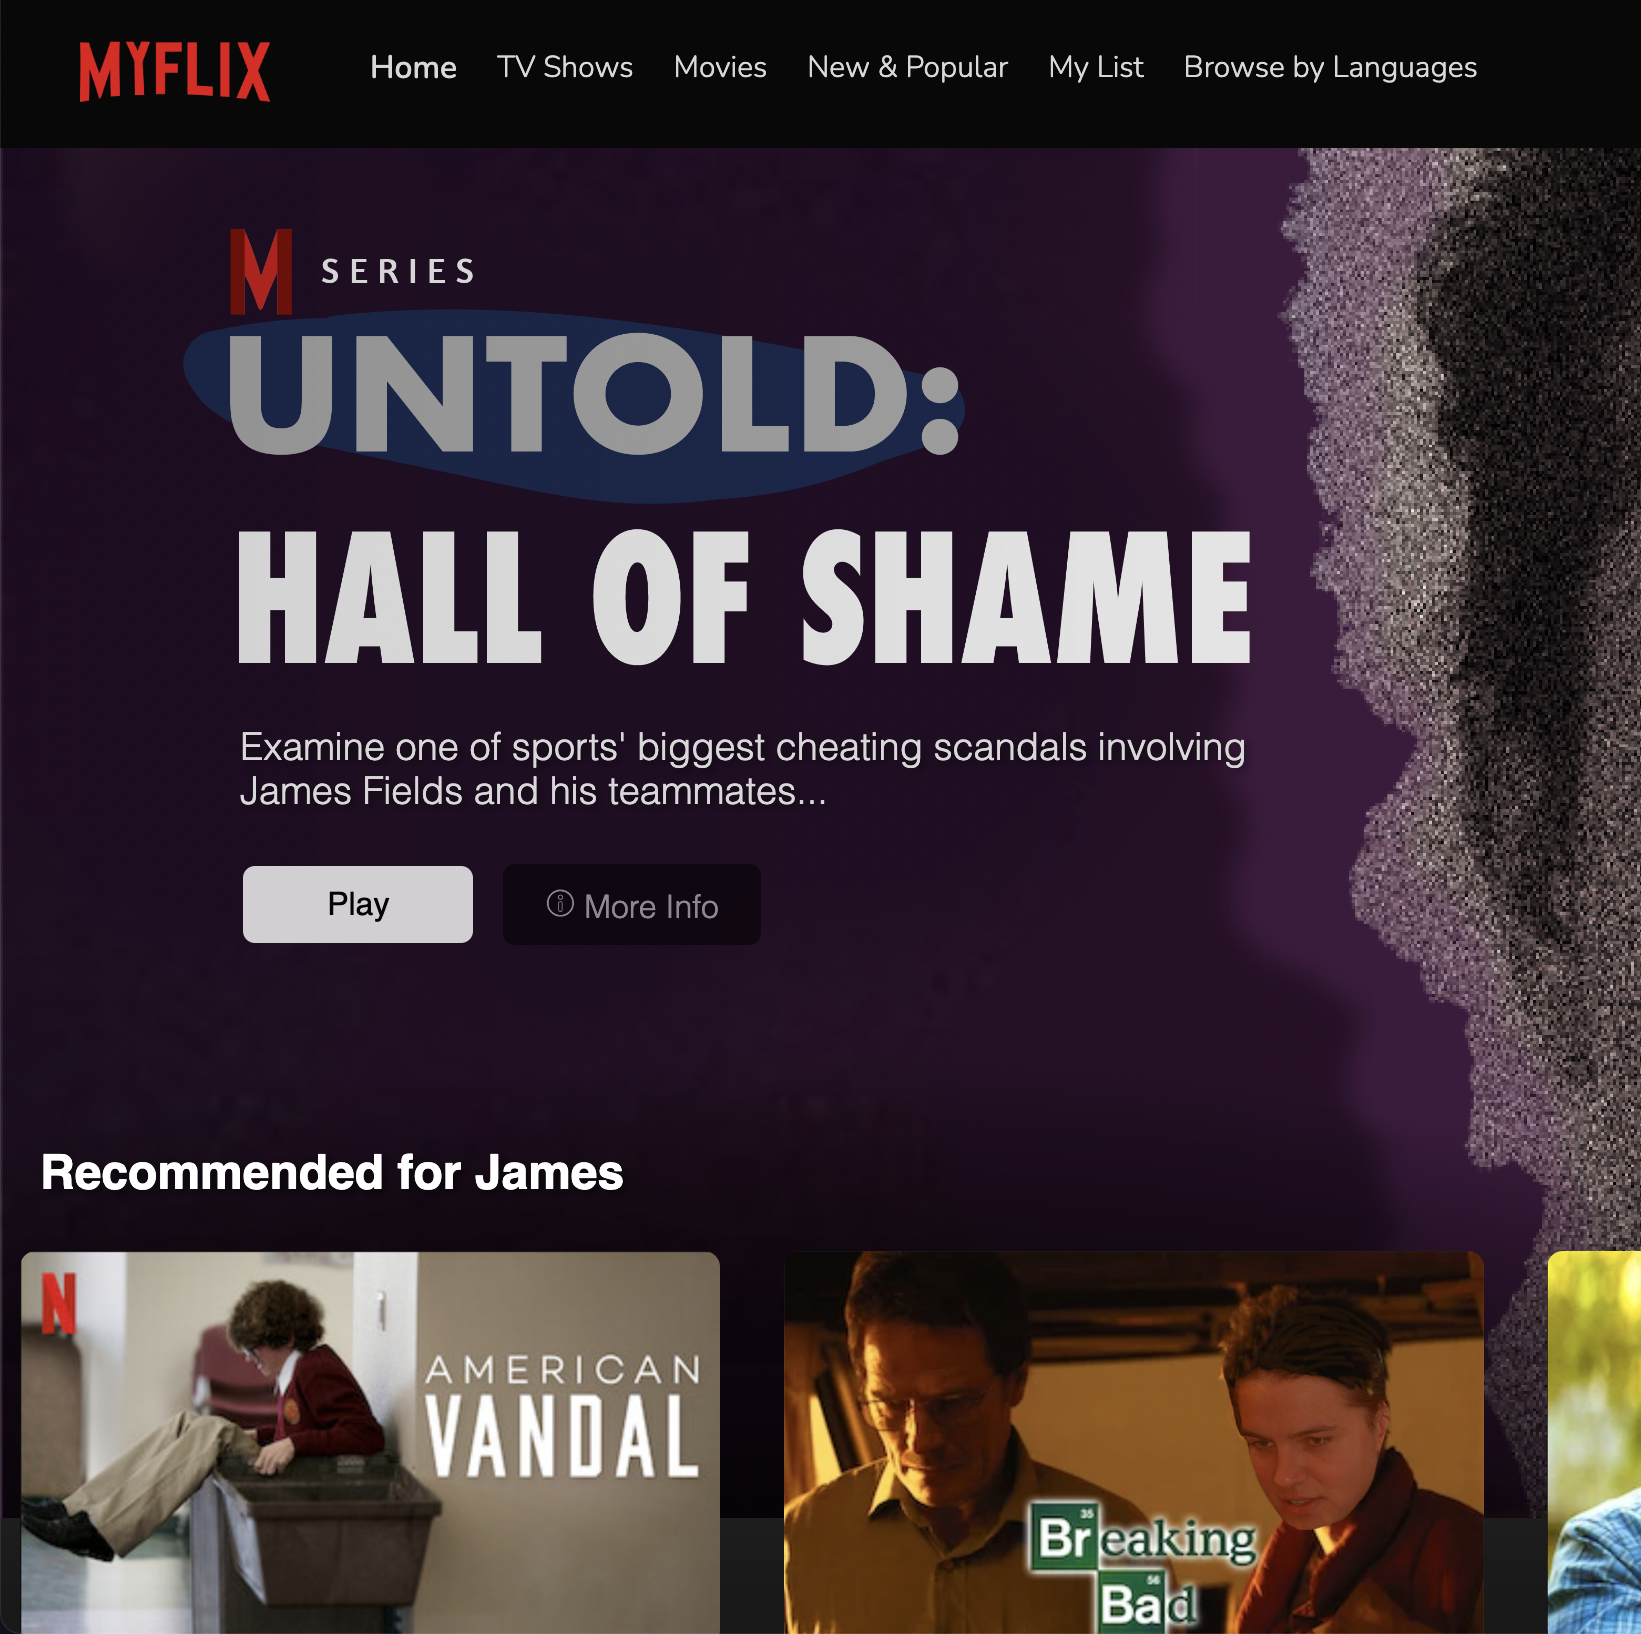 MYFLIX
Home TV Shows Movies New & Popular My List Browse by Languages
M SERIES
UNTOLD:
HALL OF SHAME
Examine one of sports' biggest cheating scandals involving
James Fields and his teammates...
Play More Info
Recommended for James
N
AMERICAN
VANDAL
35
Breaking
56
Bad